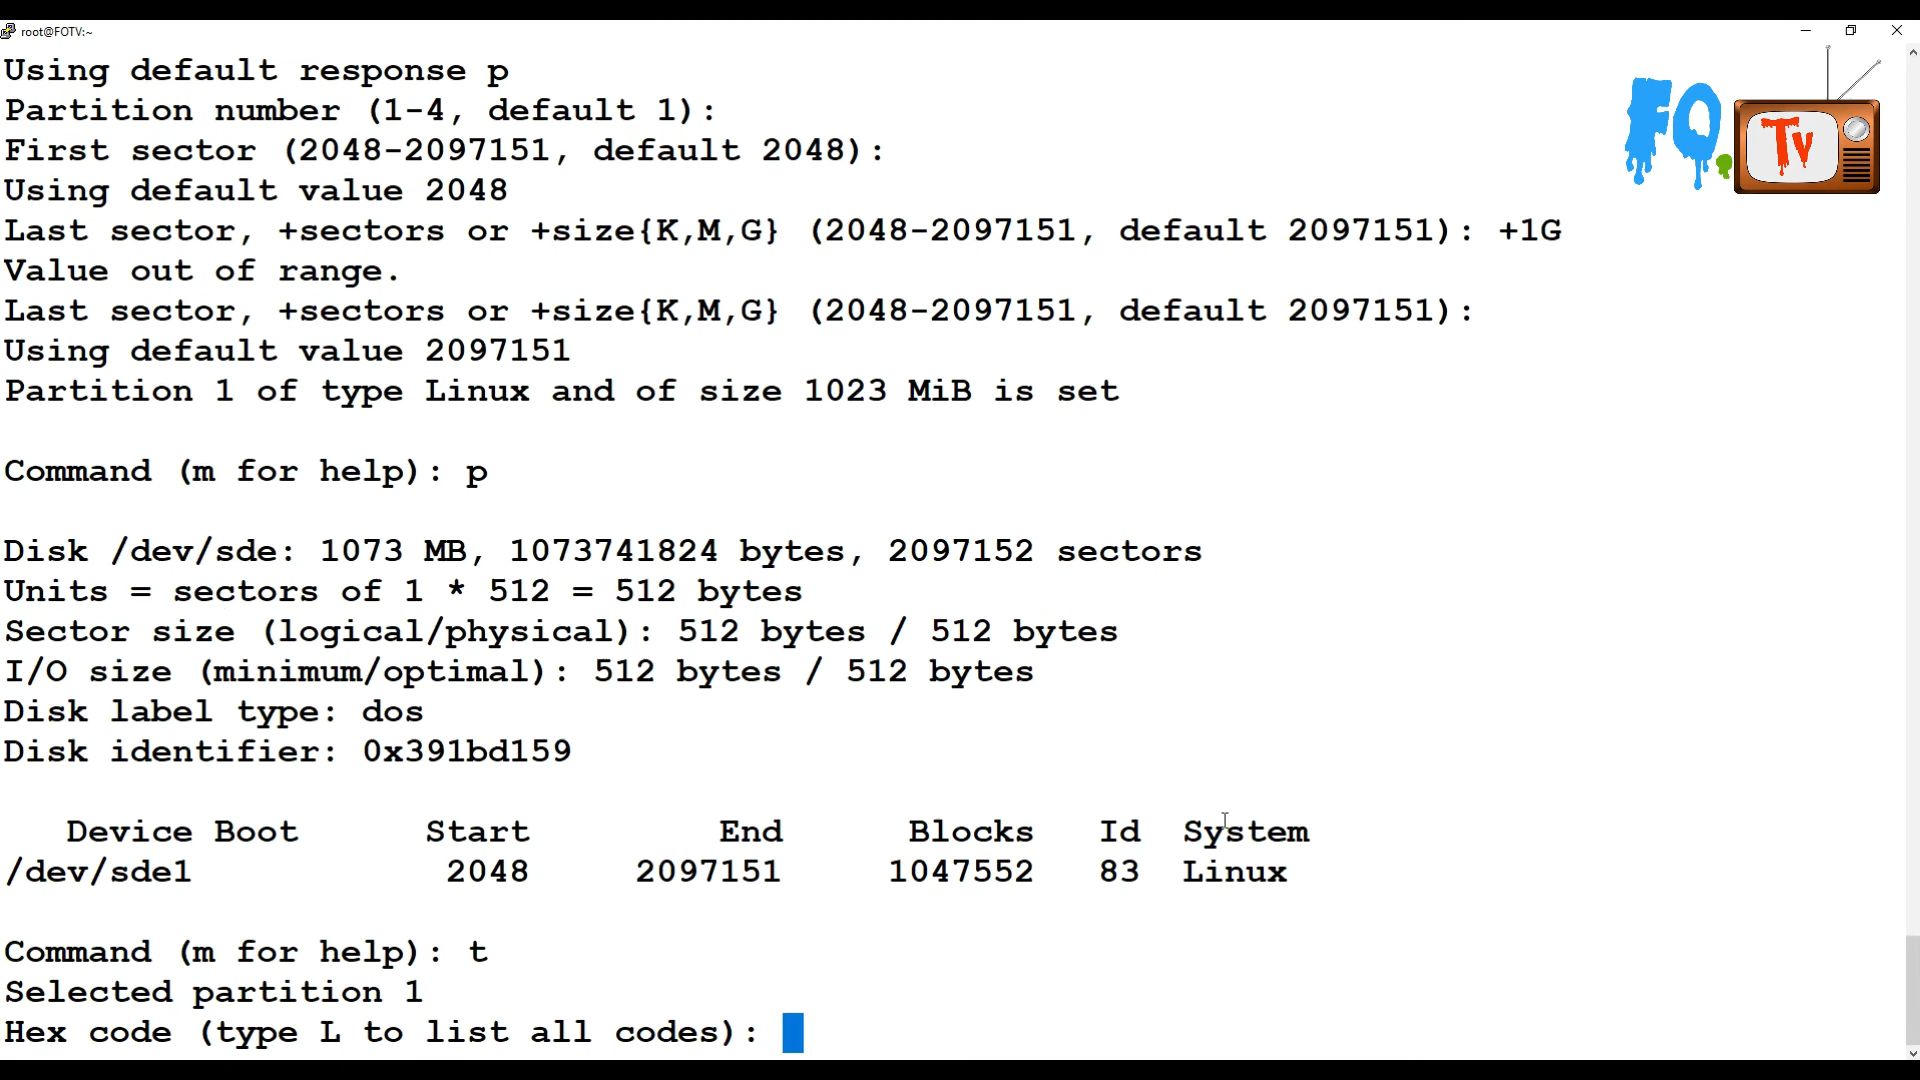 root@FOTV:~
Using default response p
Partition number (1-4, default 1):
First sector (2048-2097151, default 2048):
Using default value 2048
Last sector, +sectors or +size{K,M,G} (2048-2097151, default 2097151): +1G
Value out of range.
Last sector, +sectors or +size{K,M,G} (2048-2097151, default 2097151):
Using default value 2097151
Partition 1 of type Linux and of size 1023 MiB is set
Command (m for help): p
Disk /dev/sde: 1073 MB, 1073741824 bytes, 2097152 sectors
Units = sectors of 1 * 512 = 512 bytes
Sector size (logical/physical): 512 bytes / 512 bytes
I/O size (minimum/optimal): 512 bytes / 512 bytes
Disk label type: dos
Disk identifier: 0x391bd159
Device Boot Start End Blocks Id System
/dev/sde1 2048 2097151 1047552 83 Linux
Command (m for help): t
Selected partition 1
Hex code (type L to list all codes):
FO.
Tv